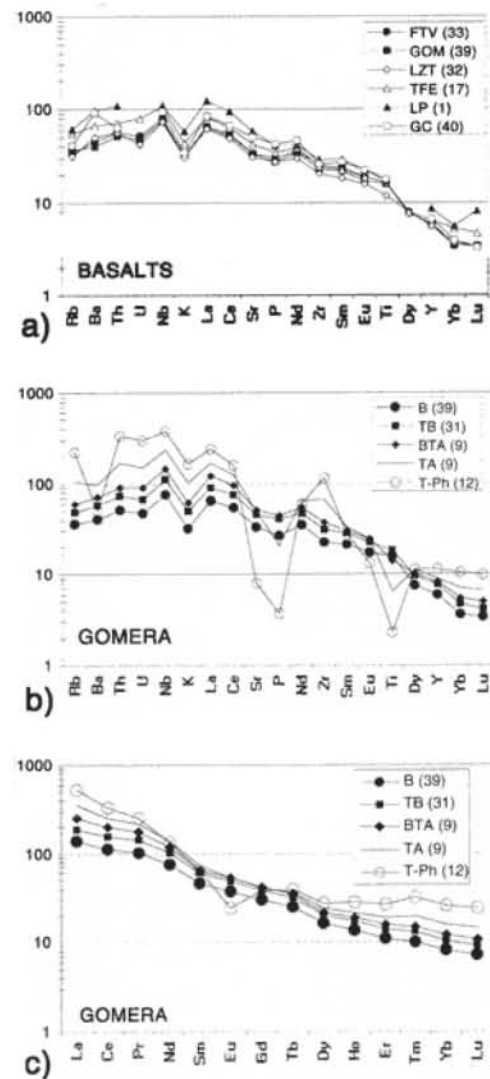 1000
100
10
1
FTV (33)
GOM (39)
LZT (32)
TFE (17)
LP (1)
GC (40)
BASALTS
a)
Rb Ba Th U Nb K La Ce Sr P Nd Zr Sm Eu Ti Dy Y Yb Lu
1000
100
10
1
B (39)
TB (31)
BTA (9)
TA (9)
T-Ph (12)
GOMERA
b)
Rb Ba Th U Nb K La Ce Sr P Nd Zr Sm Eu Ti Dy Y Yb Lu
1000
100
10
1
B (39)
TB (31)
BTA (9)
TA (9)
T-Ph (12)
GOMERA
c)
La Ce Pr Nd Sm Eu Gd Tb Dy Ho Er Tm Yb Lu